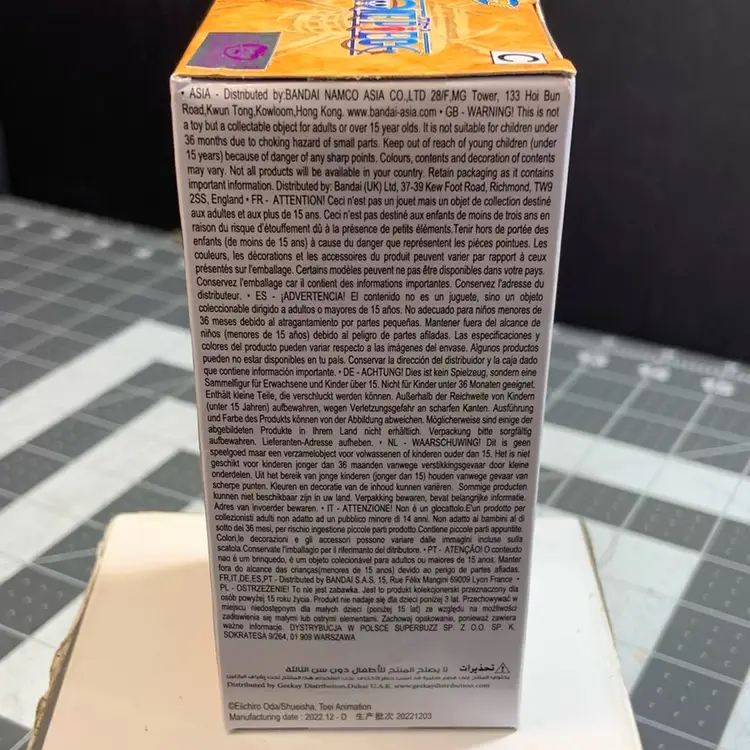 C
• ASIA - Distributed by:BANDAI NAMCO ASIA CO.,LTD 28/F,MG Tower, 133 Hoi Bun
Road,Kwun Tong,Kowloom,Hong Kong. www.bandai-asia.com • GB - WARNING! This is not
a toy but a collectable object for adults or over 15 year olds. It is not suitable for children under
36 months due to choking hazard of small parts. Keep out of reach of young children (under
15 years) because of danger of any sharp points. Colours, contents and decoration of contents
may vary. Not all products will be available in your country. Retain packaging as it contains
important information. Distributed by: Bandai (UK) Ltd, 37-39 Kew Foot Road, Richmond, TW9
2SS, England • FR - ATTENTION! Ceci n'est pas un jouet mais un objet de collection destiné
aux adultes et aux plus de 15 ans. Ceci n'est pas destiné aux enfants de moins de trois ans en
raison du risque d'étouffement dû à la présence de petits éléments.Tenir hors de portée des
enfants (de moins de 15 ans) à cause du danger que représentent les pièces pointues. Les
couleurs, les décorations et les accessoires du produit peuvent varier par rapport à ceux
présentés sur l'emballage. Certains modèles peuvent ne pas être disponibles dans votre pays.
Conservez l'emballage car il contient des informations importantes. Conservez l'adresse du
distributeur. • ES - ¡ADVERTENCIA! El contenido no es un juguete, sino un objeto
coleccionable dirigido a adultos o mayores de 15 años. No adecuado para niños menores de
36 meses debido al atragantamiento por partes pequeñas. Mantener fuera del alcance de
niños (menores de 15 años) debido al peligro de partes afiladas. Las especificaciones y
colores del producto pueden variar respecto a las imágenes del envase. Algunos productos
pueden no estar disponibles en tu país. Conservar la dirección del distribuidor y la caja dado
que contiene información importante. • DE - ACHTUNG! Dies ist kein Spielzeug, sondern eine
Sammelfigur für Erwachsene und Kinder über 15. Nicht für Kinder unter 36 Monaten geeignet.
Enthält kleine Teile, die verschluckt werden können. Außerhalb der Reichweite von Kindern
(unter 15 Jahren) aufbewahren, wegen Verletzungsgefahr an scharfen Kanten. Ausführung
und Farbe des Produkts können von der Abbildung abweichen. Möglicherweise sind einige der
abgebildeten Produkte in Ihrem Land nicht erhältlich. Verpackung bitte sorgfältig
aufbewahren. Lieferanten-Adresse aufheben. • NL - WAARSCHUWING! Dit is geen
speelgoed maar een verzamelobject voor volwassenen of kinderen ouder dan 15. Het is niet
geschikt voor kinderen jonger dan 36 maanden vanwege verstikkingsgevaar door kleine
onderdelen. Uit het bereik van jonge kinderen (jonger dan 15) houden vanwege gevaar van
scherpe punten. Kleuren en decoratie van de inhoud kunnen variëren. Sommige producten
kunnen niet beschikbaar zijn in uw land. Verpakking bewaren, bevat belangrijke informatie.
Adres van invoerder bewaren. • IT - ATTENZIONE! Non è un giocattolo.E'un prodotto per
collezionisti adulti non adatto ad un pubblico minore di 14 anni. Non adatto ai bambini al di
sotto dei 36 mesi, per rischio ingestione piccole parti prodotto.Contiene piccole parti appuntite.
Colori,le decorazioni e gli accessori possono variare dalle immagini incluse sulla
scatola.Conservate l'imballagio per il riferimento del ditributore. • PT - ATENÇÃO! O conteudo
nao é um brinquedo, é um objeto colecionável para adultos ou maiores de 15 anos. Manter
fora do alcance das crianças(menores de 15 anos) devido ao pengo de partes afiadas.
FR,IT,DE,ES,PT - Distributed by BANDAI S.A.S. 15, Rue Félix Mangini 69009 Lyon France •
PL - OSTRZEŻENIE! To nie jest zabawka. Jest to produkt kolekcjonerski przeznaczony dla
osób powyżej 15 roku życia. Produkt nie nadaje się dla dzieci poniżej 3 lat. Przechowywać w
miejscu niedostępnym dla małych dzieci (poniżej 15 lat) ze względu na możliwości
zadławienia się małymi lub ostrymi elementami. Zachowaj opakowanie, ponieważ zawiera
ważne informacje. DYSTRYBUCJA W POLSCE SUPERBUZZ SP. Z O.O. SP. K.
SOKRATESA 9/264, 01 909 WARSZAWA
تحذيرات لا يصلح المنتج للأطفال دون سن الثالثة
Distributed by Geekay Distribution.Dubai U.A.E. www.geekaydistribution.com
©Eiichiro Oda/Shueisha, Toei Animation
Manufacturing date : 2022.12 - D 生产批次 20221203